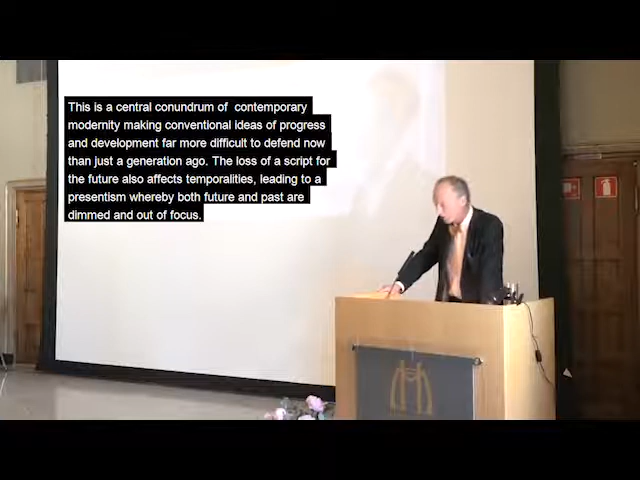 This is a central conundrum of contemporary
modernity making conventional ideas of progress
and development far more difficult to defend now
than just a generation ago. The loss of a script for
the future also affects temporalities, leading to a
presentism whereby both future and past are
dimmed and out of focus.